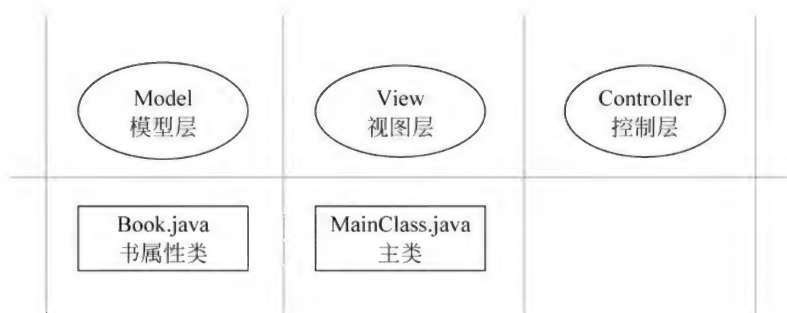 Model
模型层
View
视图层
Controller
控制层
Book.java
书属性类
MainClass.java
主类